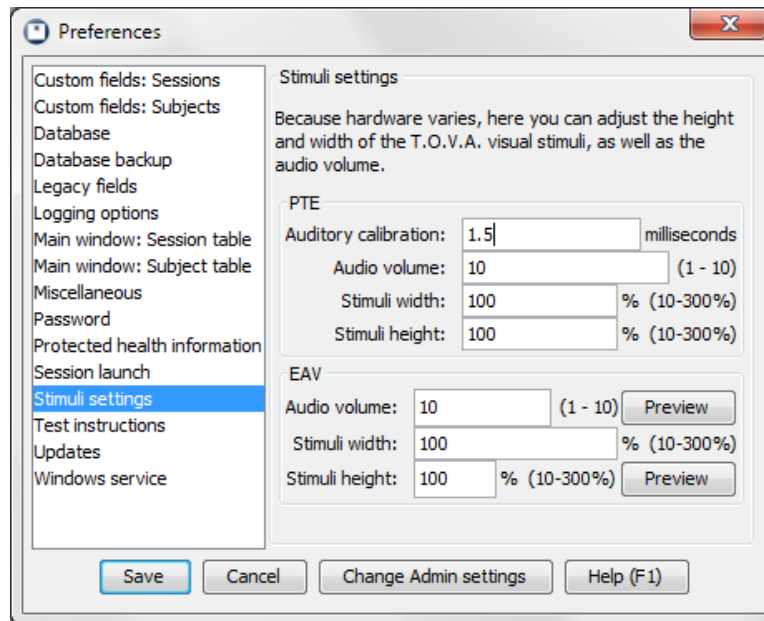 Preferences
Custom fields: Sessions
Custom fields: Subjects
Database
Database backup
Legacy fields
Logging options
Main window: Session table
Main window: Subject table
Miscellaneous
Password
Protected health information
Session launch
Stimuli settings
Test instructions
Updates
Windows service
Stimuli settings
Because hardware varies, here you can adjust the height
and width of the T.O.V.A. visual stimuli, as well as the
audio volume.
PTE
Auditory calibration: 1.5 milliseconds
Audio volume: 10 (1 - 10)
Stimuli width: 100 % (10-300%)
Stimuli height: 100 % (10-300%)
EAV
Audio volume: 10 (1 - 10) Preview
Stimuli width: 100 % (10-300%)
Stimuli height: 100 % (10-300%) Preview
Save Cancel Change Admin settings Help (F1)